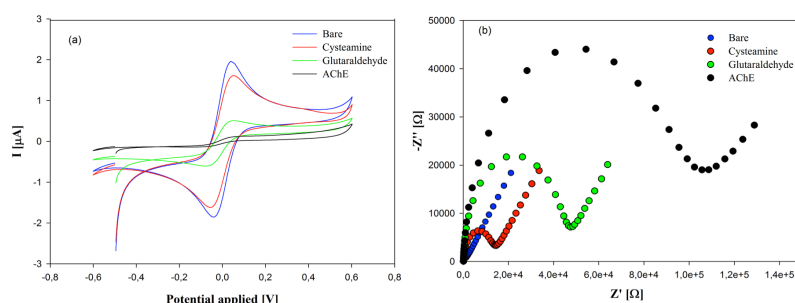 (a)
Bare
Cysteamine
Glutaraldehyde
AChE
I [µA]
3
2
1
0
-1
-2
-3
-0,8 -0,6 -0,4 -0,2 0,0 0,2 0,4 0,6 0,8
Potential applied [V]
(b)
Bare
Cysteamine
Glutaraldehyde
AChE
-Z'' [Ω]
50000
40000
30000
20000
10000
0
0,0 2,0e+4 4,0e+4 6,0e+4 8,0e+4 1,0e+5 1,2e+5 1,4e+5
Z' [Ω]